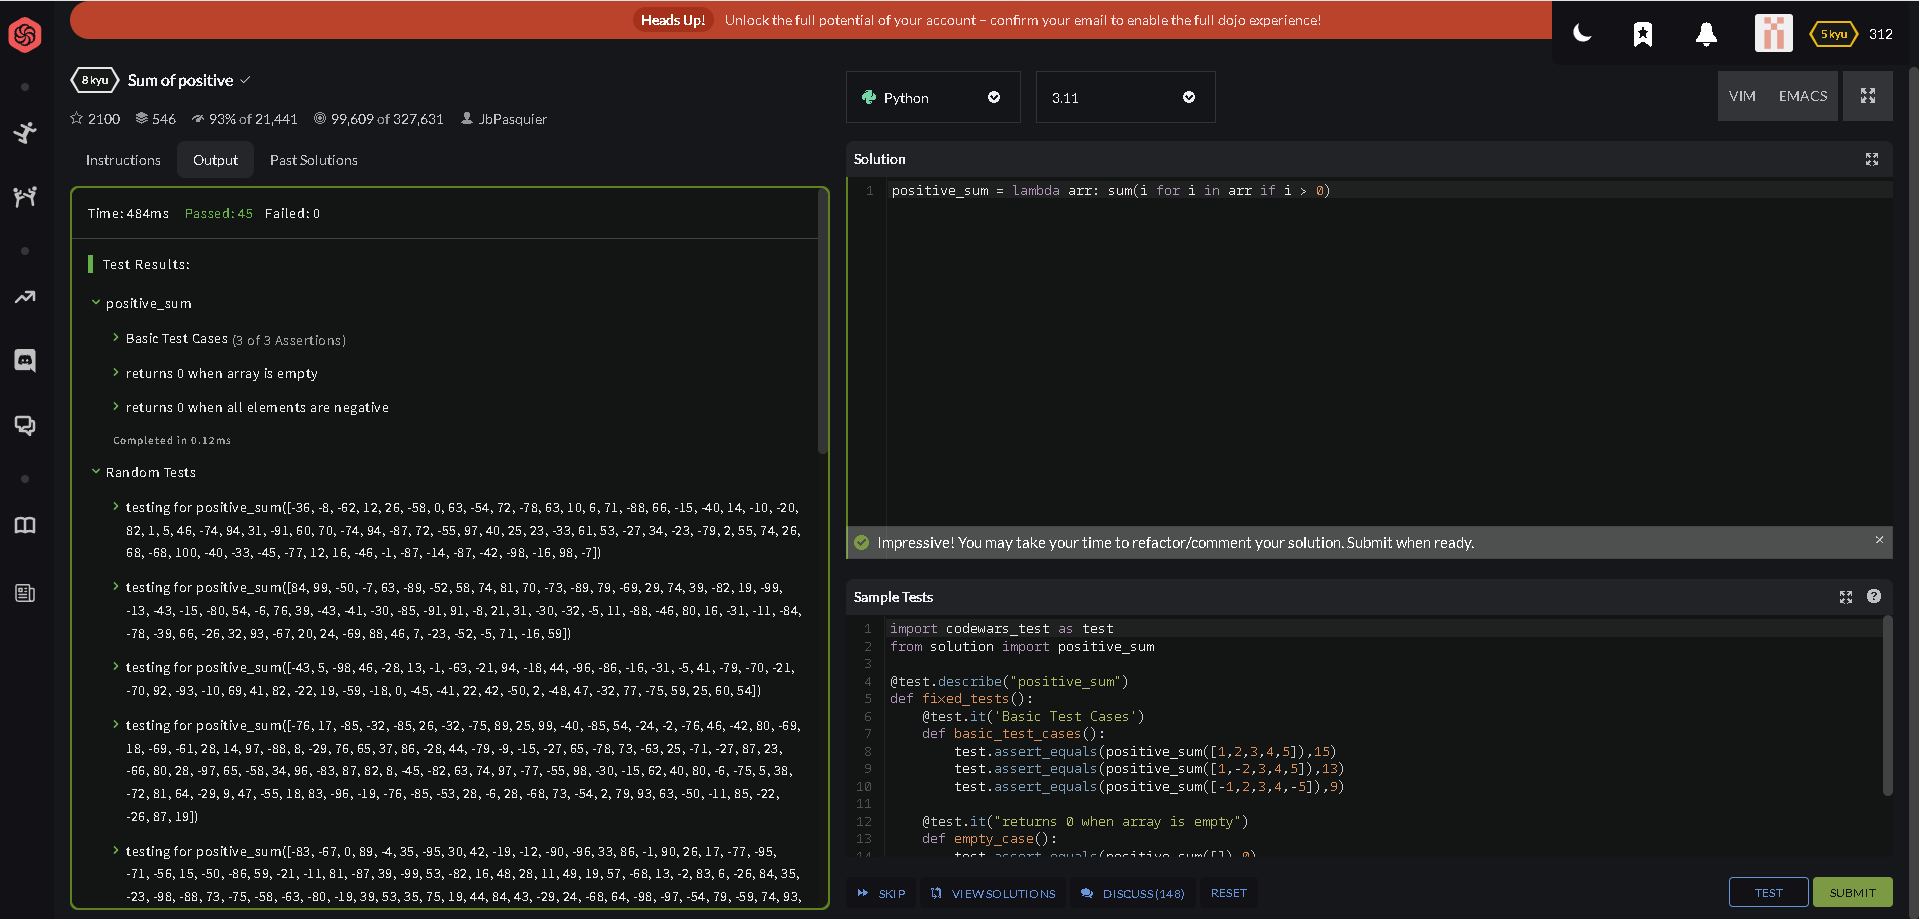 Heads Up! Unlock the full potential of your account – confirm your email to enable the full dojo experience!
5 kyu 312
8 kyu Sum of positive
2100 546 93% of 21,441 99,609 of 327,631 JbPasquier
Instructions Output Past Solutions
Time: 484ms Passed: 45 Failed: 0
Test Results:
positive_sum
Basic Test Cases (3 of 3 Assertions)
returns 0 when array is empty
returns 0 when all elements are negative
Completed in 0.12ms
Random Tests
testing for positive_sum([-36, -8, -62, 12, 26, -58, 0, 63, -54, 72, -78, 63, 10, 6, 71, -88, 66, -15, -40, 14, -10, -20,
82, 1, 5, 46, -74, 94, 31, -91, 60, 70, -74, 94, -87, 72, -55, 97, 40, 25, 23, -33, 61, 53, -27, 34, -23, -79, 2, 55, 74, 26,
68, -68, 100, -40, -33, -45, -77, 12, 16, -46, -1, -87, -14, -87, -42, -98, -16, 98, -7])
testing for positive_sum([84, 99, -50, -7, 63, -89, -52, 58, 74, 81, 70, -73, -89, 79, -69, 29, 74, 39, -82, 19, -99,
-13, -43, -15, -80, 54, -6, 76, 39, -43, -41, -30, -85, -91, 91, -8, 21, 31, -30, -32, -5, 11, -88, -46, 80, 16, -31, -11, -84,
-78, -39, 66, -26, 32, 93, -67, 20, 24, -69, 88, 46, 7, -23, -52, -5, 71, -16, 59])
testing for positive_sum([-43, 5, -98, 46, -28, 13, -1, -63, -21, 94, -18, 44, -96, -86, -16, -31, -5, 41, -79, -70, -21,
-70, 92, -93, -10, 69, 41, 82, -22, 19, -59, -18, 0, -45, -41, 22, 42, -50, 2, -48, 47, -32, 77, -75, 59, 25, 60, 54])
testing for positive_sum([-76, 17, -85, -32, -85, 26, -32, -75, 89, 25, 99, -40, -85, 54, -24, -2, -76, 46, -42, 80, -69,
18, -69, -61, 28, 14, 97, -88, 8, -29, 76, 65, 37, 86, -28, 44, -79, -9, -15, -27, 65, -78, 73, -63, 25, -71, -27, 87, 23,
-66, 80, 28, -97, 65, -58, 34, 96, -83, 87, 82, 8, -45, -82, 63, 74, 97, -77, -55, 98, -30, -15, 62, 40, 80, -6, -75, 5, 38,
-72, 81, 64, -29, 9, 47, -55, 18, 83, -96, -19, -76, -85, -53, 28, -6, 28, -68, 73, -54, 2, 79, 93, 63, -50, -11, 85, -22,
-26, 87, 19])
testing for positive_sum([-83, -67, 0, 89, -4, 35, -95, 30, 42, -19, -12, -90, -96, 33, 86, -1, 90, 26, 17, -77, -95,
-71, -56, 15, -50, -86, 59, -21, -11, 81, -87, 39, -99, 53, -82, 16, 48, 28, 11, 49, 19, 57, -68, 13, -2, 83, 6, -26, 84, 35,
-23, -98, -88, 73, -75, -58, -63, -80, -19, 39, 53, 35, 75, 19, 44, 84, 43, -29, 24, -68, 64, -98, -97, -54, 79, -59, 74, 93,
Python 3.11 VIM EMACS
Solution
1 positive_sum = lambda arr: sum(i for i in arr if i > 0)
Impressive! You may take your time to refactor/comment your solution. Submit when ready.
Sample Tests
1 import codewars_test as test
2 from solution import positive_sum
3
4 @test.describe("positive_sum")
5 def fixed_tests():
6 @test.it('Basic Test Cases')
7 def basic_test_cases():
8 test.assert_equals(positive_sum([1,2,3,4,5]),15)
9 test.assert_equals(positive_sum([1,-2,3,4,5]),13)
10 test.assert_equals(positive_sum([-1,2,3,4,-5]),9)
11
12 @test.it("returns 0 when array is empty")
13 def empty_case():
14 test.assert_equals(positive_sum([]),0)
SKIP VIEW SOLUTIONS DISCUSS (148) RESET TEST SUBMIT